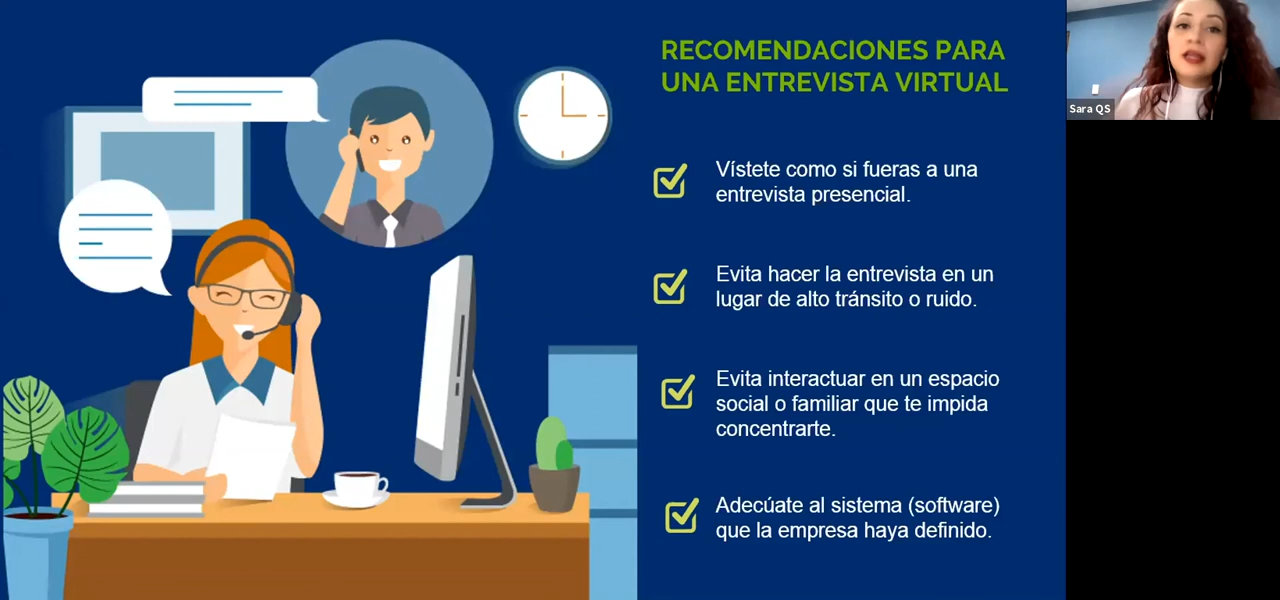 RECOMENDACIONES PARA
UNA ENTREVISTA VIRTUAL
Vístete como si fueras a una
entrevista presencial.
Evita hacer la entrevista en un
lugar de alto tránsito o ruido.
Evita interactuar en un espacio
social o familiar que te impida
concentrarte.
Adecúate al sistema (software)
que la empresa haya definido.
Sara QS